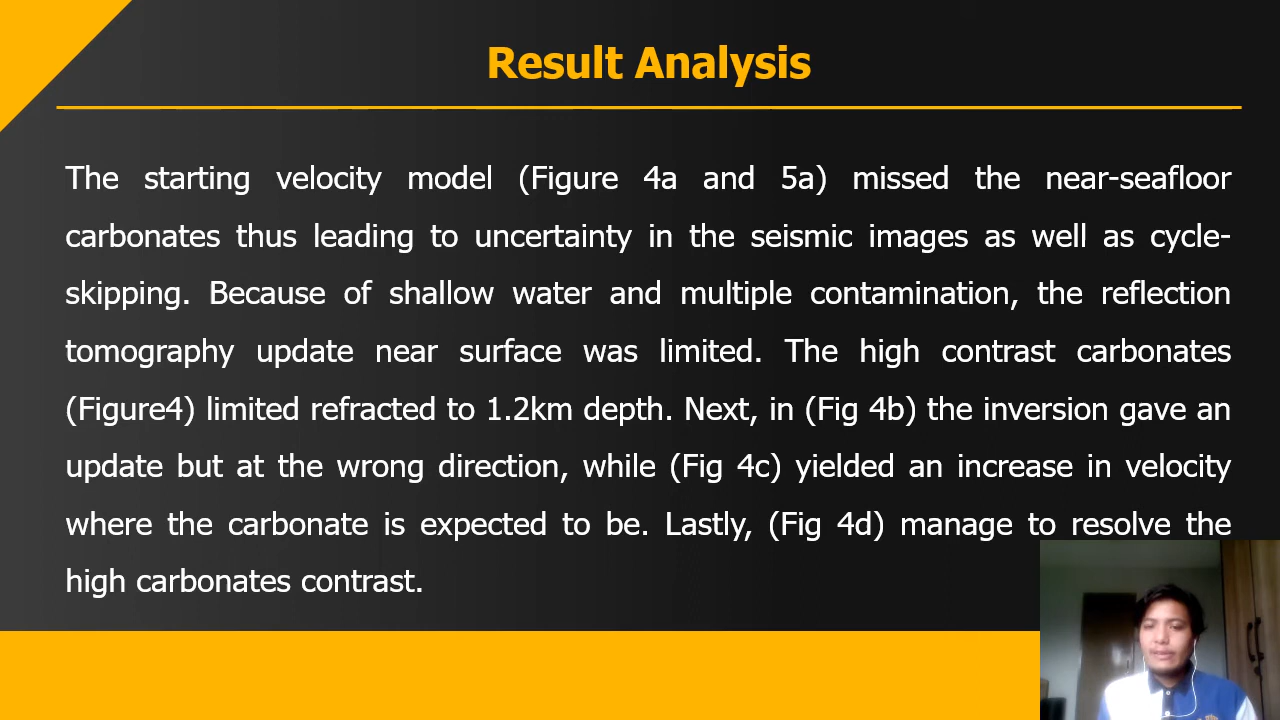 Result Analysis
The starting velocity model (Figure 4a and 5a) missed the near-seafloor
carbonates thus leading to uncertainty in the seismic images as well as cycle-
skipping. Because of shallow water and multiple contamination, the reflection
tomography update near surface was limited. The high contrast carbonates
(Figure4) limited refracted to 1.2km depth. Next, in (Fig 4b) the inversion gave an
update but at the wrong direction, while (Fig 4c) yielded an increase in velocity
where the carbonate is expected to be. Lastly, (Fig 4d) manage to resolve the
high carbonates contrast.